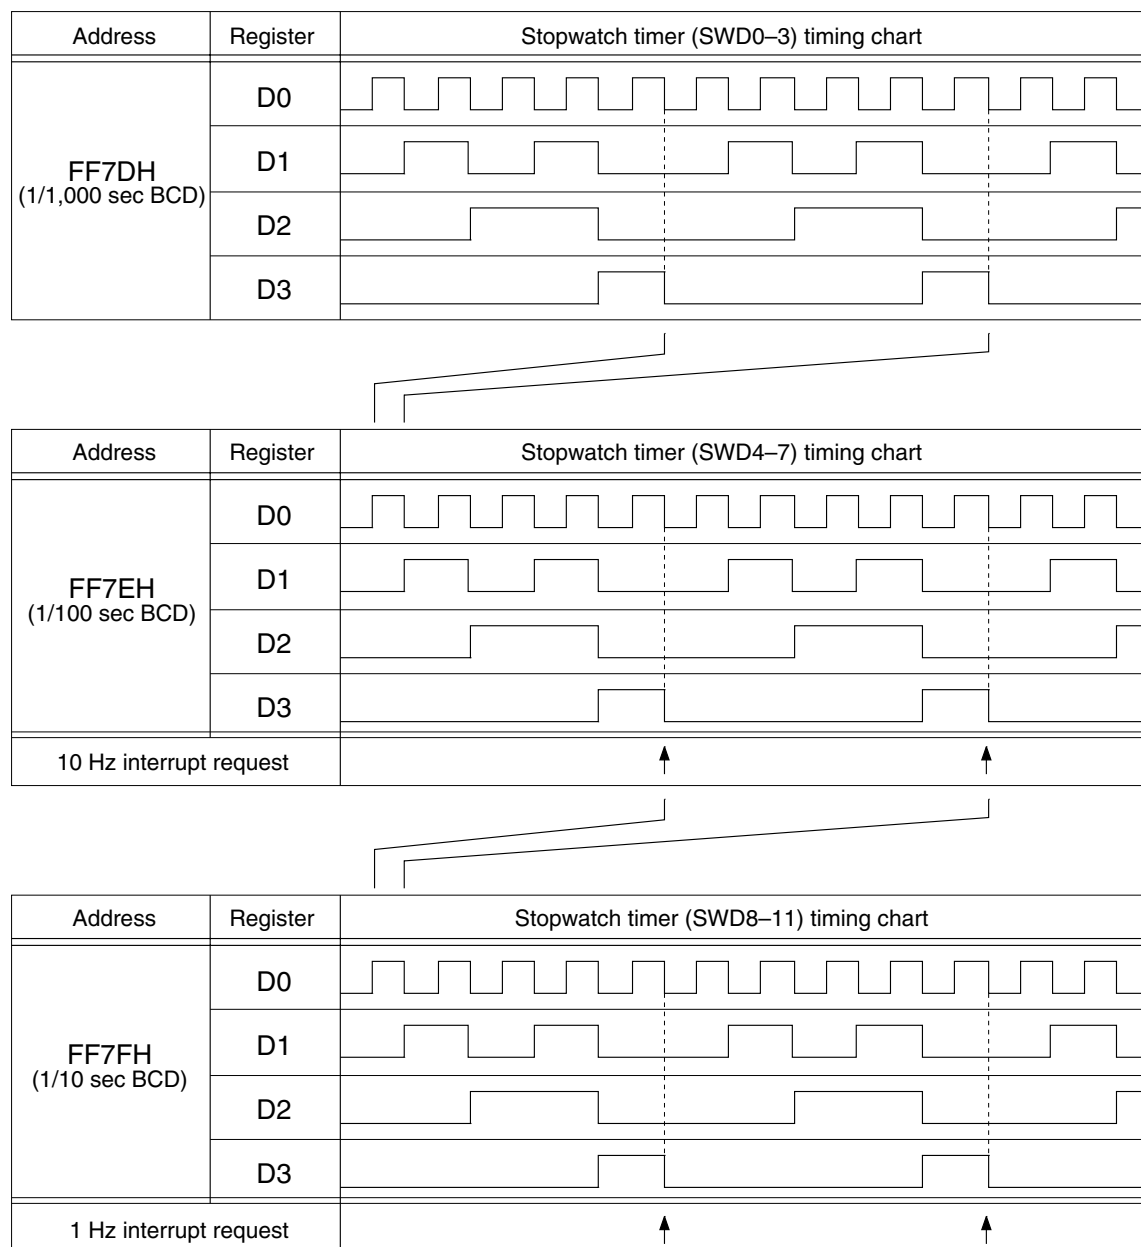 Address Register Stopwatch timer (SWD0–3) timing chart
D0
D1
FF7DH
(1/1,000 sec BCD)
D2
D3
Address Register Stopwatch timer (SWD4–7) timing chart
D0
D1
FF7EH
(1/100 sec BCD)
D2
D3
10 Hz interrupt request
Address Register Stopwatch timer (SWD8–11) timing chart
D0
D1
FF7FH
(1/10 sec BCD)
D2
D3
1 Hz interrupt request